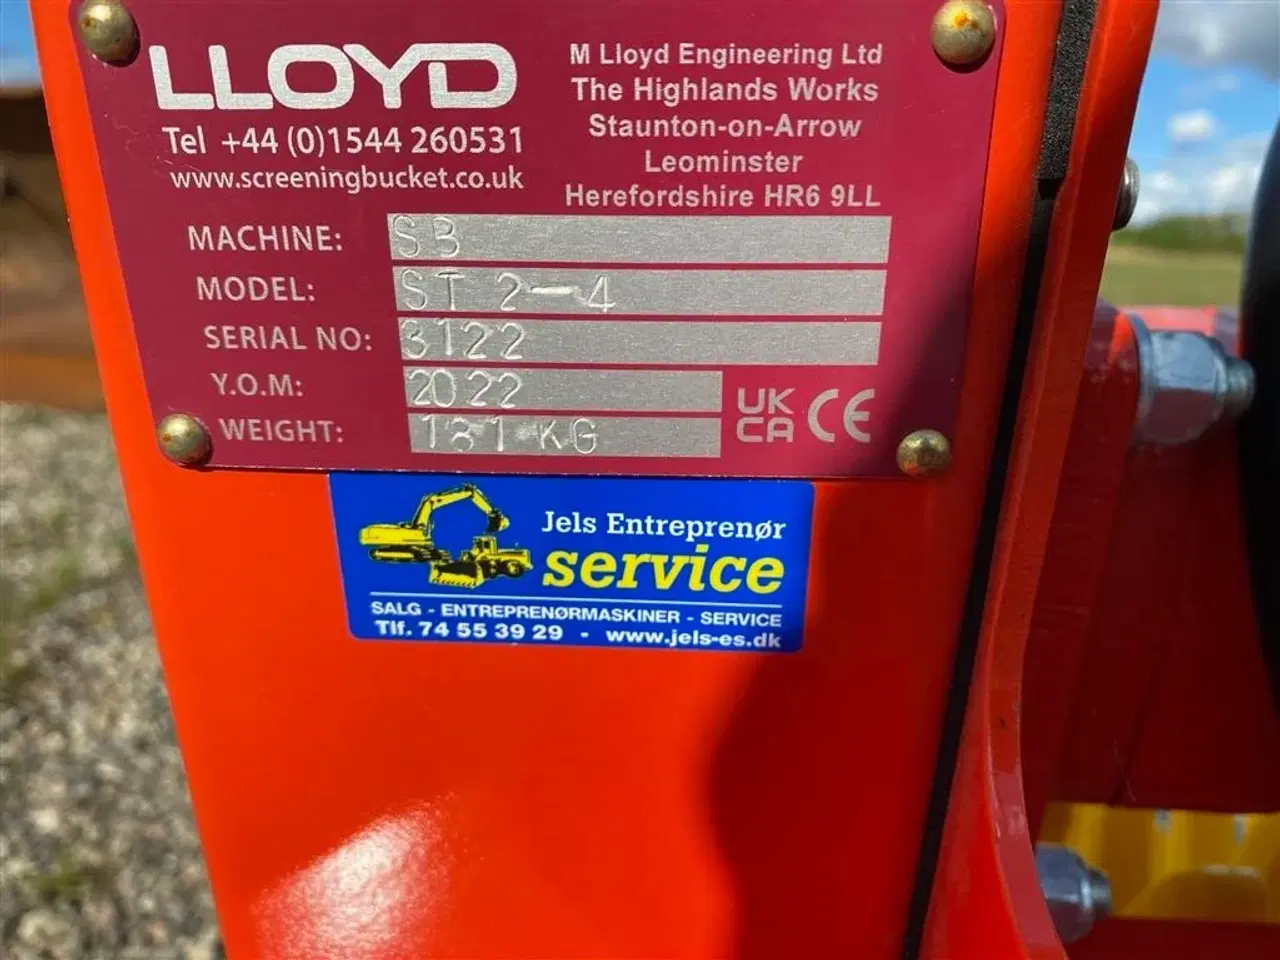 LLOYD
Tel +44 (0)1544 260531
www.screeningbucket.co.uk
M Lloyd Engineering Ltd
The Highlands Works
Staunton-on-Arrow
Leominster
Herefordshire HR6 9LL
MACHINE: SB
MODEL: ST 2-4
SERIAL NO: 3122
Y.O.M: 2022
WEIGHT: 181 KG
UK
CA
CE
Jels Entreprenør
service
SALG - ENTREPRENØRMASKINER - SERVICE
Tlf. 74 55 39 29 - www.jels-es.dk